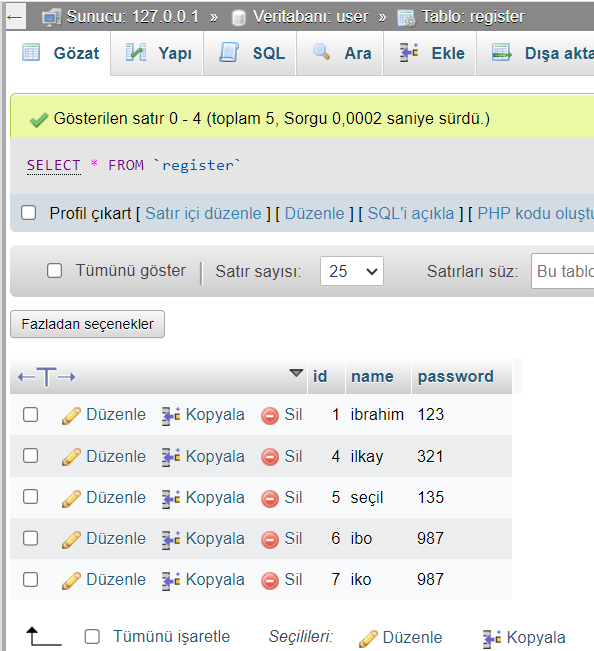 Sunucu: 127.0.0.1 » Veritabanı: user » Tablo: register
Gözat Yapı SQL Ara Ekle Dışa akta
Gösterilen satır 0 - 4 (toplam 5, Sorgu 0,0002 saniye sürdü.)
SELECT * FROM `register`
Profil çıkart [ Satır içi düzenle ] [ Düzenle ] [ SQL'i açıkla ] [ PHP kodu oluştu
Tümünü göster Satır sayısı: 25 Satırları süz: Bu tablo
Fazladan seçenekler
←T→ id name password
Düzenle Kopyala Sil 1 ibrahim 123
Düzenle Kopyala Sil 4 ilkay 321
Düzenle Kopyala Sil 5 seçil 135
Düzenle Kopyala Sil 6 ibo 987
Düzenle Kopyala Sil 7 iko 987
Tümünü işaretle Seçilileri: Düzenle Kopyala